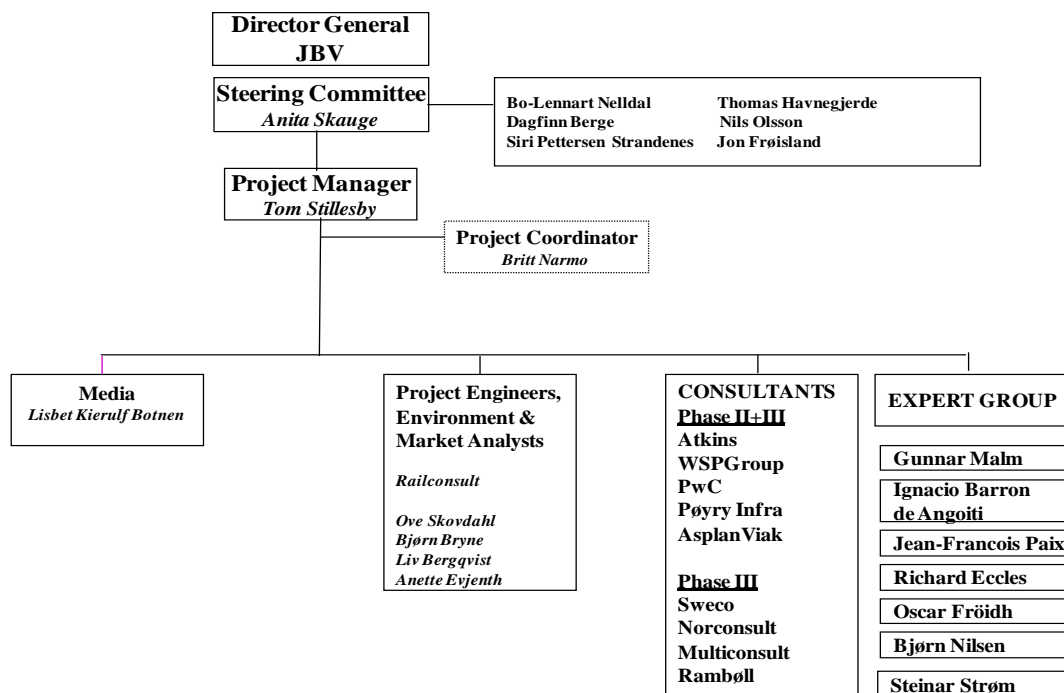 Director General
JBV
Steering Committee
Anita Skauge
Bo-Lennart Nelldal Thomas Havnegjerde
Dagfinn Berge Nils Olsson
Siri Pettersen Strandenes Jon Frøisland
Project Manager
Tom Stillesby
Project Coordinator
Britt Narmo
Media
Lisbet Kierulf Botnen
Project Engineers,
Environment &
Market Analysts
Railconsult
Ove Skovdahl
Bjørn Bryne
Liv Bergqvist
Anette Evjenth
CONSULTANTS
Phase II+III
Atkins
WSPGroup
PwC
Pøyry Infra
AsplanViak
Phase III
Sweco
Norconsult
Multiconsult
Rambøll
EXPERT GROUP
Gunnar Malm
Ignacio Barron
de Angoiti
Jean-Francois Paix
Richard Eccles
Oscar Fröidh
Bjørn Nilsen
Steinar Strøm